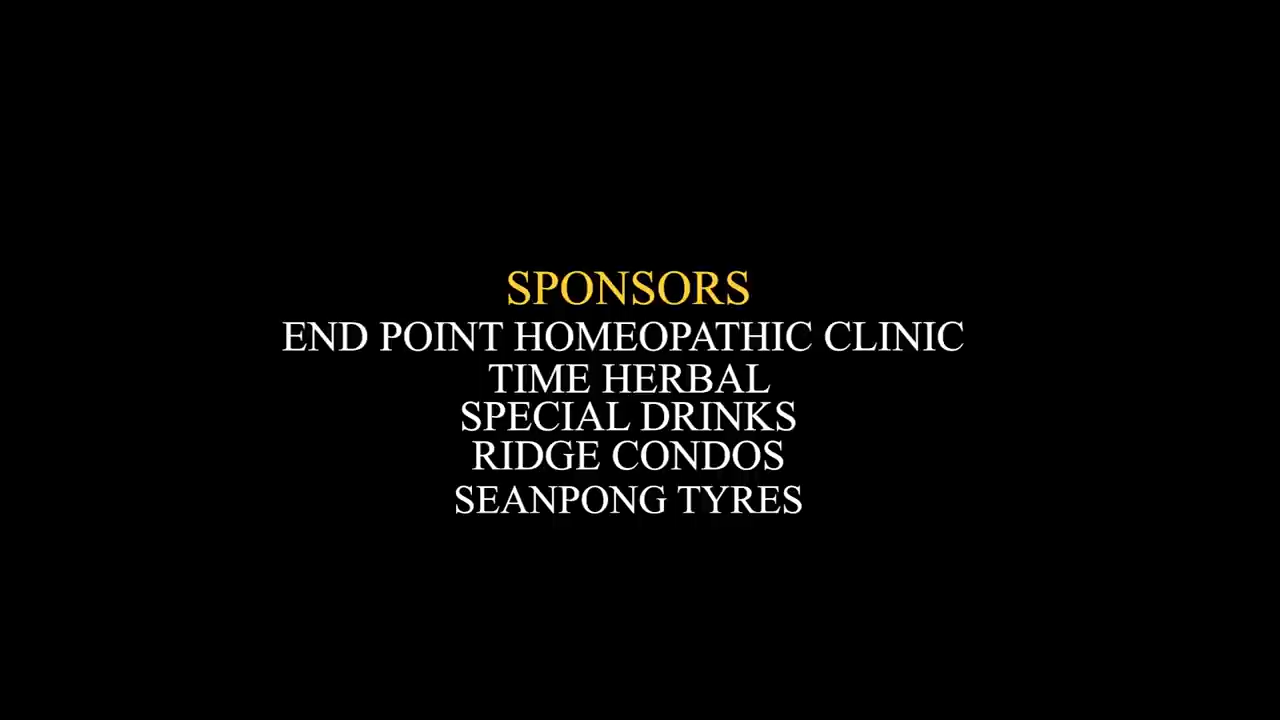 SPONSORS
END POINT HOMEOPATHIC CLINIC
TIME HERBAL
SPECIAL DRINKS
RIDGE CONDOS
SEANPONG TYRES